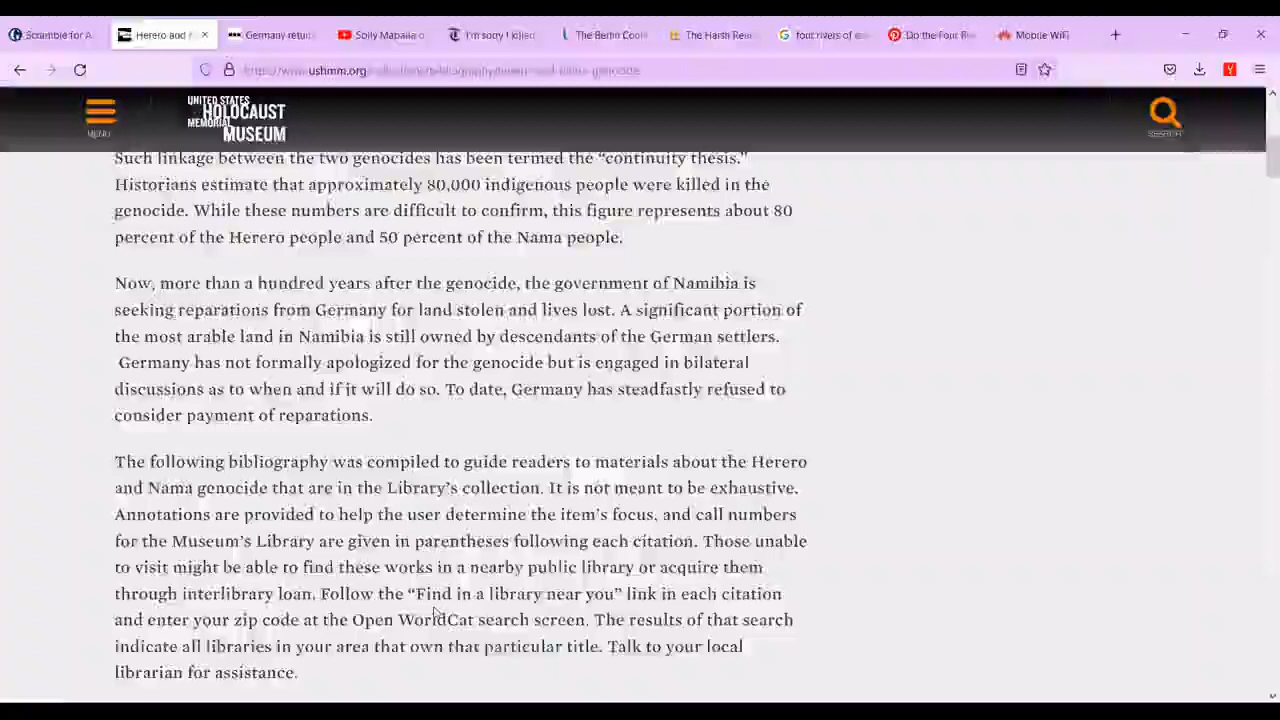 Scramble for A
Herero and
Germany retur
Solly Mapaila o
I'm sorry I killed
The Berlin Con
The Harsh Rea
four rivers of e
Do the Four Ri
Mobile WiFi
ushmm.org
MENU
UNITED STATES
HOLOCAUST
MEMORIAL
MUSEUM
SEARCH
Such linkage between the two genocides has been termed the “continuity thesis.”
Historians estimate that approximately 80,000 indigenous people were killed in the
genocide. While these numbers are difficult to confirm, this figure represents about 80
percent of the Herero people and 50 percent of the Nama people.
Now, more than a hundred years after the genocide, the government of Namibia is
seeking reparations from Germany for land stolen and lives lost. A significant portion of
the most arable land in Namibia is still owned by descendants of the German settlers.
Germany has not formally apologized for the genocide but is engaged in bilateral
discussions as to when and if it will do so. To date, Germany has steadfastly refused to
consider payment of reparations.
The following bibliography was compiled to guide readers to materials about the Herero
and Nama genocide that are in the Library’s collection. It is not meant to be exhaustive.
Annotations are provided to help the user determine the item’s focus, and call numbers
for the Museum’s Library are given in parentheses following each citation. Those unable
to visit might be able to find these works in a nearby public library or acquire them
through interlibrary loan. Follow the “Find in a library near you” link in each citation
and enter your zip code at the Open WorldCat search screen. The results of that search
indicate all libraries in your area that own that particular title. Talk to your local
librarian for assistance.